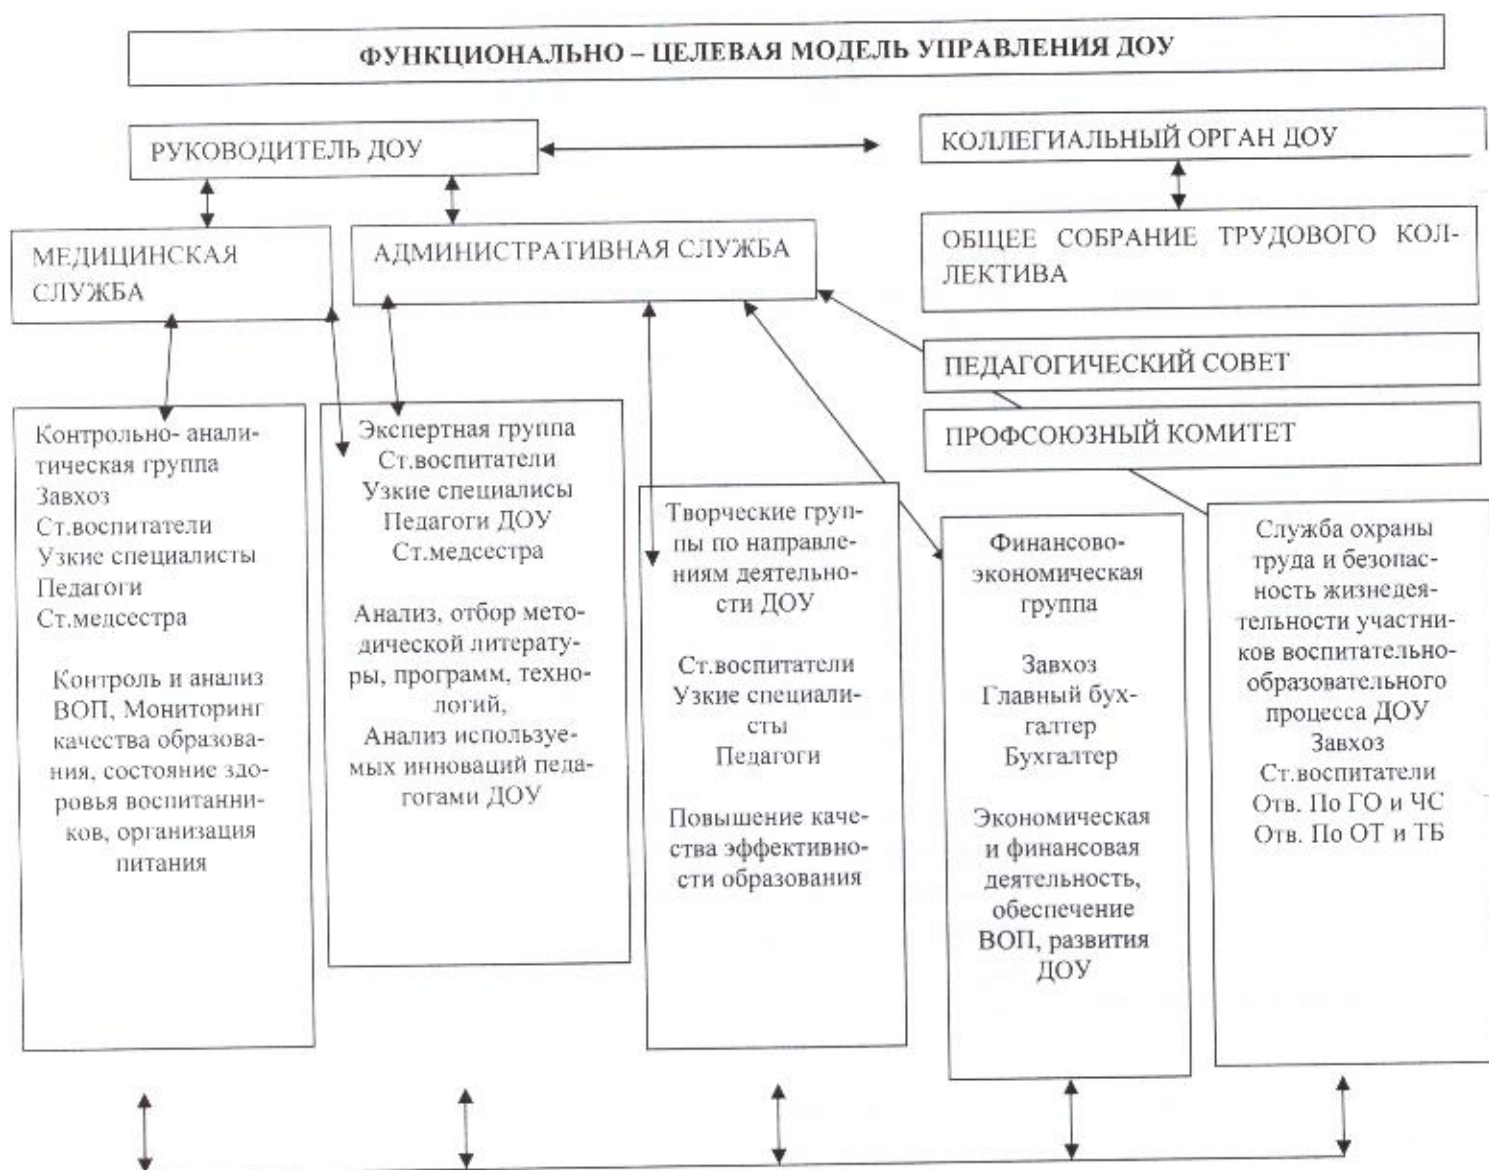 ФУНКЦИОНАЛЬНО – ЦЕЛЕВАЯ МОДЕЛЬ УПРАВЛЕНИЯ ДОУ
РУКОВОДИТЕЛЬ ДОУ
КОЛЛЕГИАЛЬНЫЙ ОРГАН ДОУ
МЕДИЦИНСКАЯ
СЛУЖБА
АДМИНИСТРАТИВНАЯ СЛУЖБА
ОБЩЕЕ СОБРАНИЕ ТРУДОВОГО КОЛ-
ЛЕКТИВА
ПЕДАГОГИЧЕСКИЙ СОВЕТ
ПРОФСОЮЗНЫЙ КОМИТЕТ
Контрольно- анали-
тическая группа
Завхоз
Ст.воспитатели
Узкие специалисты
Педагоги
Ст.медсестра
Контроль и анализ
ВОП, Мониторинг
качества образова-
ния, состояние здо-
ровья воспитанни-
ков, организация
питания
Экспертная группа
Ст.воспитатели
Узкие специалисы
Педагоги ДОУ
Ст.медсестра
Анализ, отбор мето-
дической литерату-
ры, программ, техно-
логий,
Анализ используе-
мых инноваций педа-
гогами ДОУ
Творческие груп-
пы по направле-
ниям деятельно-
сти ДОУ
Ст.воспитатели
Узкие специали-
сты
Педагоги
Повышение каче-
ства эффективно-
сти образования
Финансово-
экономическая
группа
Завхоз
Главный бух-
галтер
Бухгалтер
Экономическая
и финансовая
деятельность,
обеспечение
ВОП, развития
ДОУ
Служба охраны
труда и безопас-
ность жизнедея-
тельности участни-
ков воспитательно-
образовательного
процесса ДОУ
Завхоз
Ст.воспитатели
Отв. По ГО и ЧС
Отв. По ОТ и ТБ